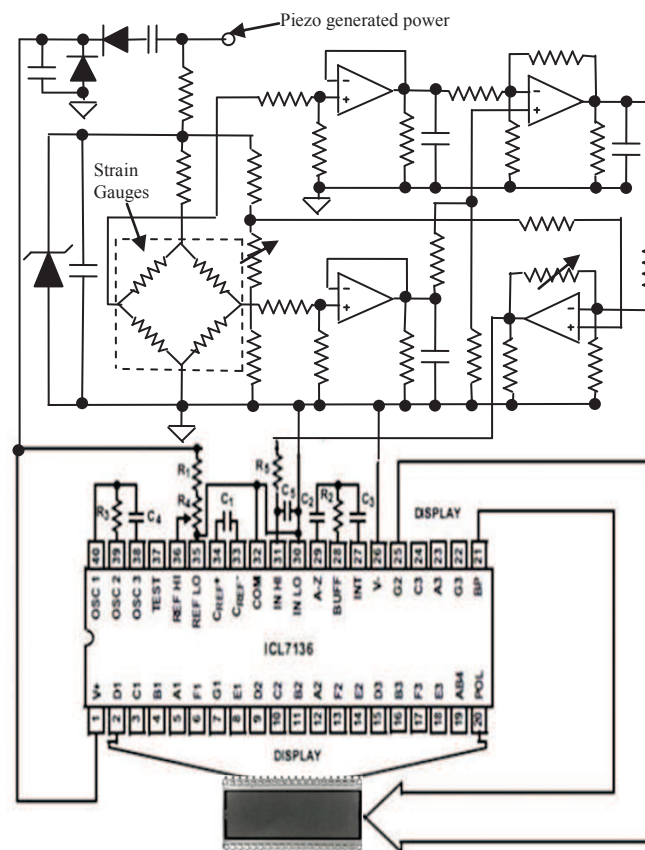 Piezo generated power
Strain
Gauges
R1
R4
R3
C4
C1
R5
C5
C2
R2
C3
DISPLAY
40 39 38 37 36 35 34 33 32 31 30 29 28 27 26 25 24 23 22 21
OSC 1 OSC 2 OSC 3 TEST REF HI REF LO CREF+ CREF- COM IN HI IN LO A-Z BUFF INT V- G2 C3 A3 G3 BP
ICL7136
V+ D1 C1 B1 A1 F1 G1 E1 D2 C2 B2 A2 F2 E2 D3 B3 F3 E3 AB4 POL
1 2 3 4 5 6 7 8 9 10 11 12 13 14 15 16 17 18 19 20
DISPLAY